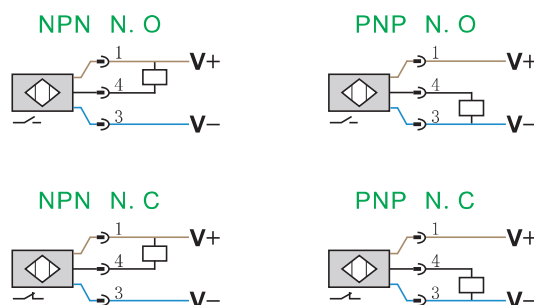 NPN N. O
PNP N. O
1 V+
4
3 V−
1 V+
4
3 V−
NPN N. C
PNP N. C
1 V+
4
3 V−
1 V+
4
3 V−